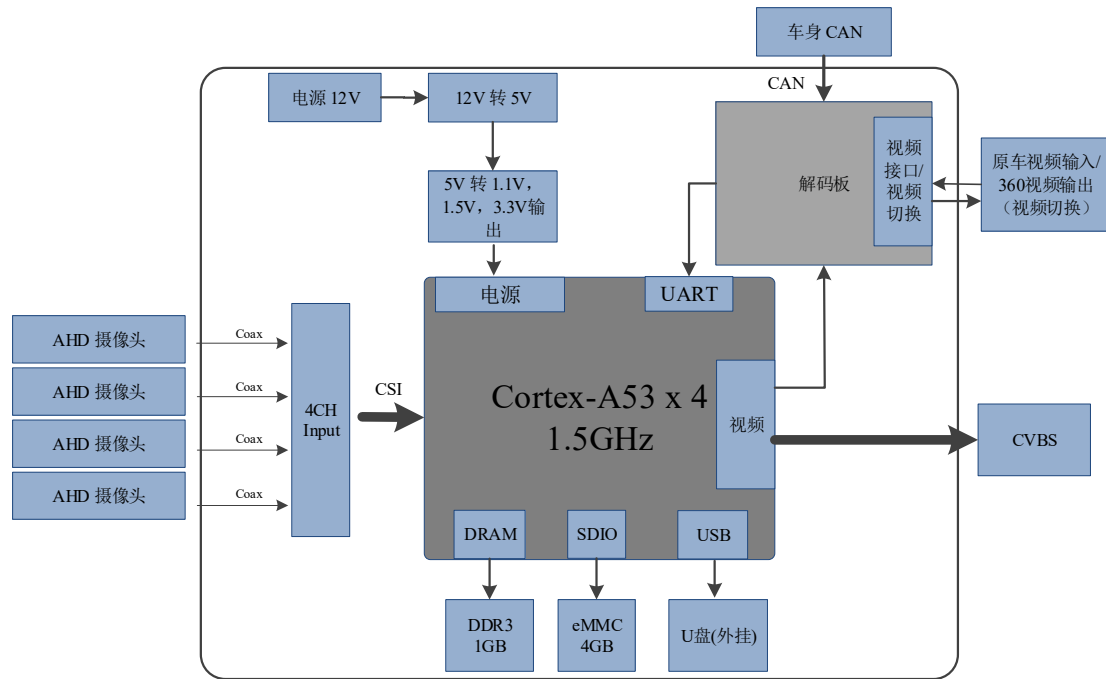 车身 CAN
CAN
电源 12V
12V 转 5V
5V 转 1.1V,
1.5V,3.3V输
出
解码板
视频
接口/
视频
切换
原车视频输入/
360视频输出
(视频切换)
电源
UART
AHD 摄像头
AHD 摄像头
AHD 摄像头
AHD 摄像头
Coax
Coax
Coax
Coax
4CH
Input
CSI
Cortex-A53 x 4
1.5GHz
视频
CVBS
DRAM
SDIO
USB
DDR3
1GB
eMMC
4GB
U盘(外挂)